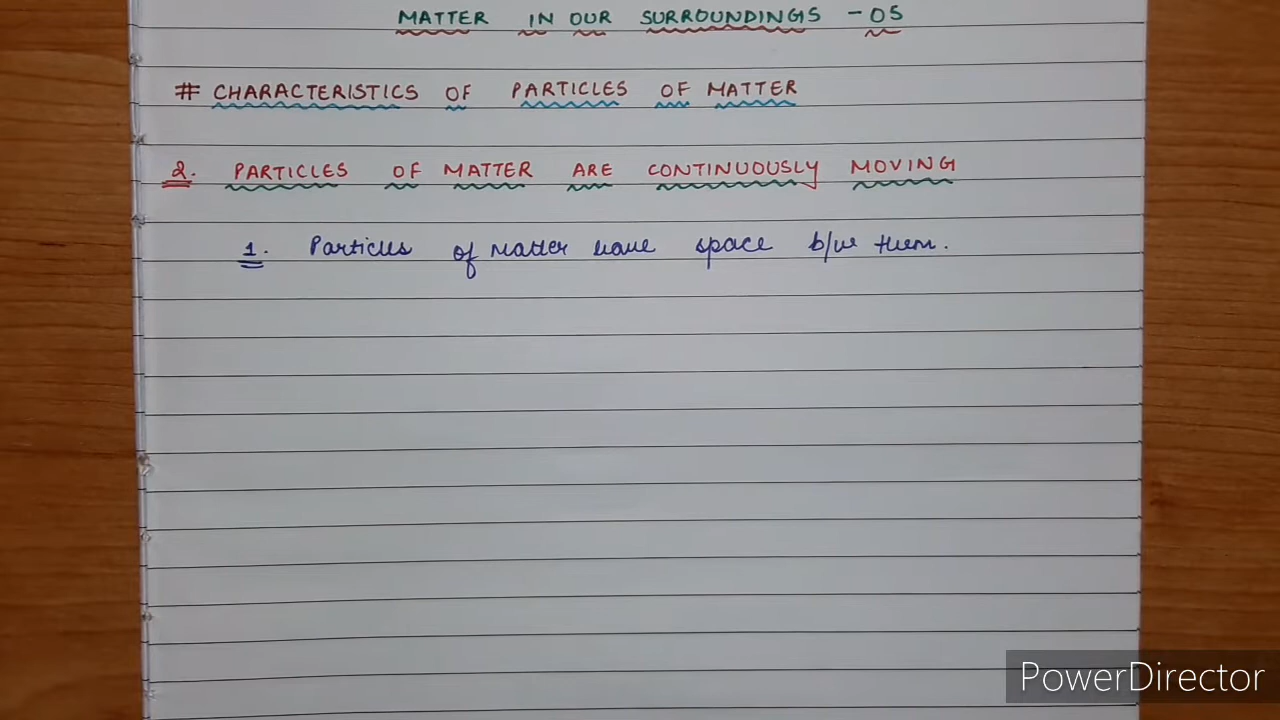 MATTER IN OUR SURROUNDINGS - 05
# CHARACTERISTICS OF PARTICLES OF MATTER
2. PARTICLES OF MATTER ARE CONTINUOUSLY MOVING
1. Particles of matter have space b/w them.
PowerDirector